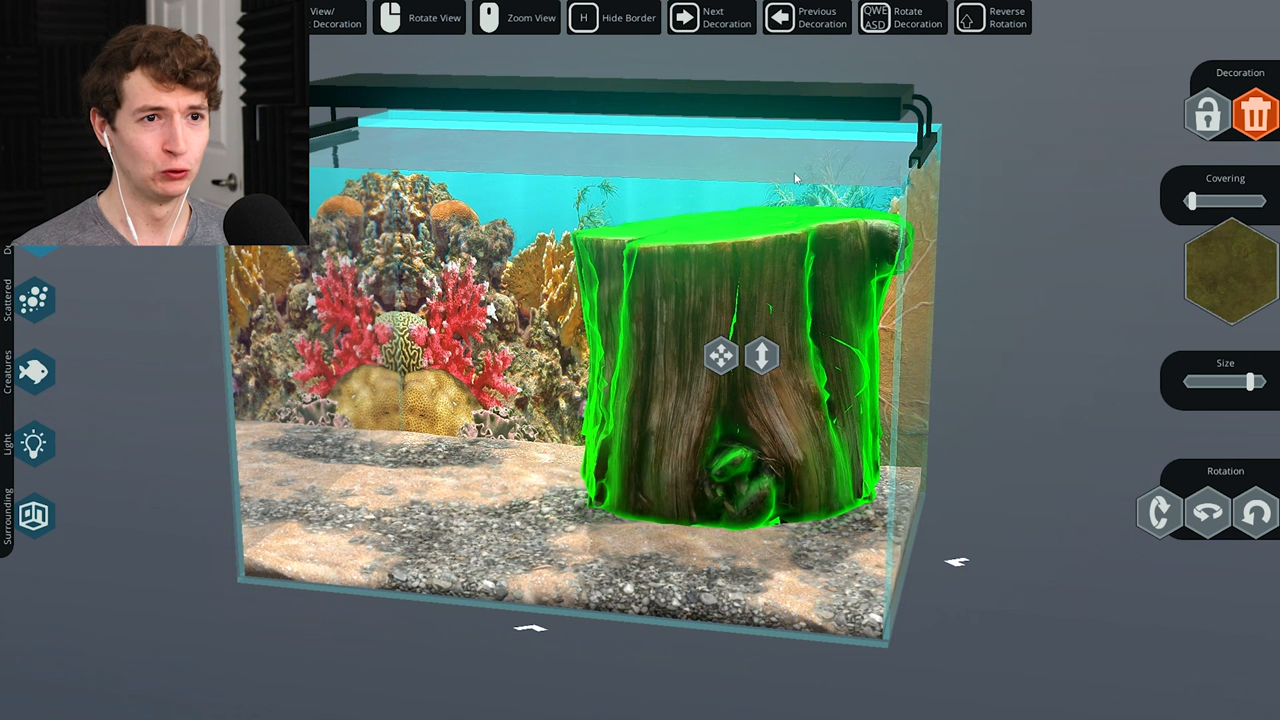 View/
Decoration
Rotate View
Zoom View
H
Hide Border
Next
Decoration
Previous
Decoration
QWE
ASD
Rotate
Decoration
Reverse
Rotation
Decoration
Covering
Size
Rotation
Scattered
Creatures
Light
Surrounding